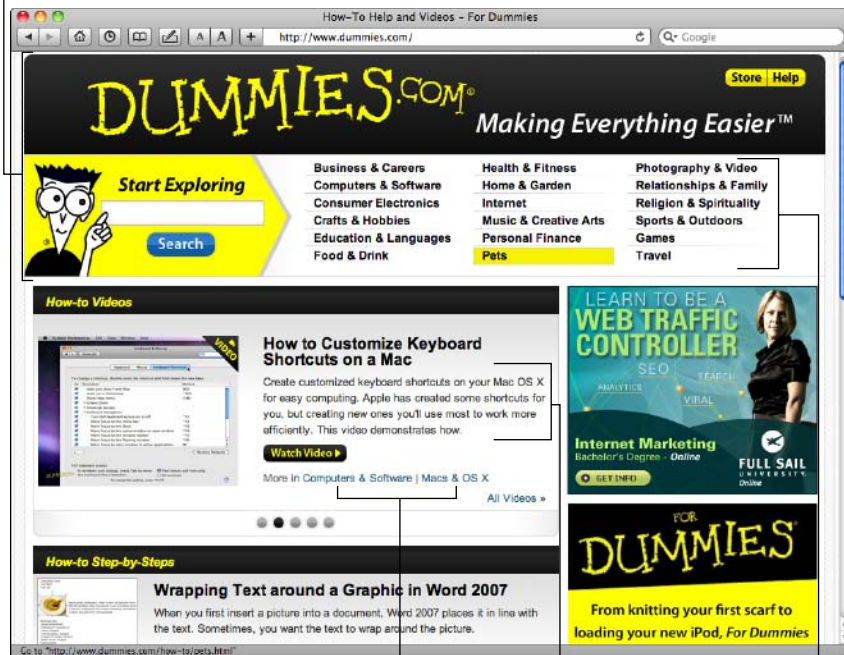 How-To Help and Videos - For Dummies
http://www.dummies.com/
Google
A A +
Store Help
DUMMIES.COM®
Making Everything Easier™
Start Exploring
Search
Business & Careers
Computers & Software
Consumer Electronics
Crafts & Hobbies
Education & Languages
Food & Drink
Health & Fitness
Home & Garden
Internet
Music & Creative Arts
Personal Finance
Pets
Photography & Video
Relationships & Family
Religion & Spirituality
Sports & Outdoors
Games
Travel
How-to Videos
VIDEO
How to Customize Keyboard
Shortcuts on a Mac
Create customized keyboard shortcuts on your Mac OS X
for easy computing. Apple has created some shortcuts for
you, but creating new ones you'll use most to work more
efficiently. This video demonstrates how.
Watch Video
More in Computers & Software | Macs & OS X
All Videos »
How-to Step-by-Steps
Wrapping Text around a Graphic in Word 2007
When you first insert a picture into a document, Word 2007 places it in line with
the text. Sometimes, you want the text to wrap around the picture.
LEARN TO BE A
WEB TRAFFIC
CONTROLLER
SEO
SEARCH
ANALYTICS
VIRAL
Internet Marketing
Bachelor's Degree - Online
GET INFO
FULL SAIL
UNIVERSITY.
Online
FOR
DUMMIES
From knitting your first scarf to
loading your new iPod, For Dummies
Go to "http://www.dummies.com/how-to/pets.html"